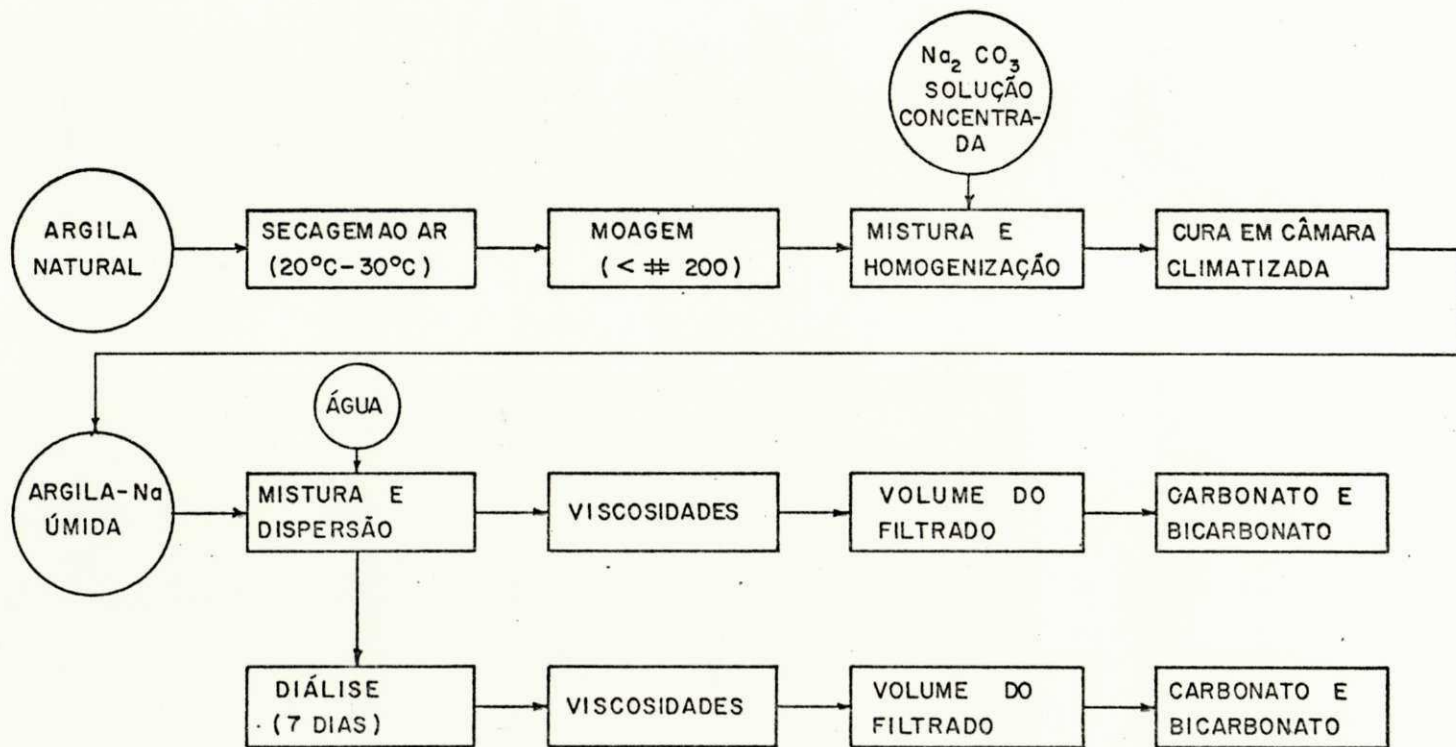 Na₂ CO₃
SOLUÇÃO
CONCENTRA-
DA
ARGILA
NATURAL
SECAGEM AO AR
(20°C-30°C)
MOAGEM
(< # 200)
MISTURA E
HOMOGENIZAÇÃO
CURA EM CÂMARA
CLIMATIZADA
ÁGUA
ARGILA-Na
ÚMIDA
MISTURA E
DISPERSÃO
VISCOSIDADES
VOLUME DO
FILTRADO
CARBONATO E
BICARBONATO
DIÁLISE
(7 DIAS)
VISCOSIDADES
VOLUME DO
FILTRADO
CARBONATO E
BICARBONATO